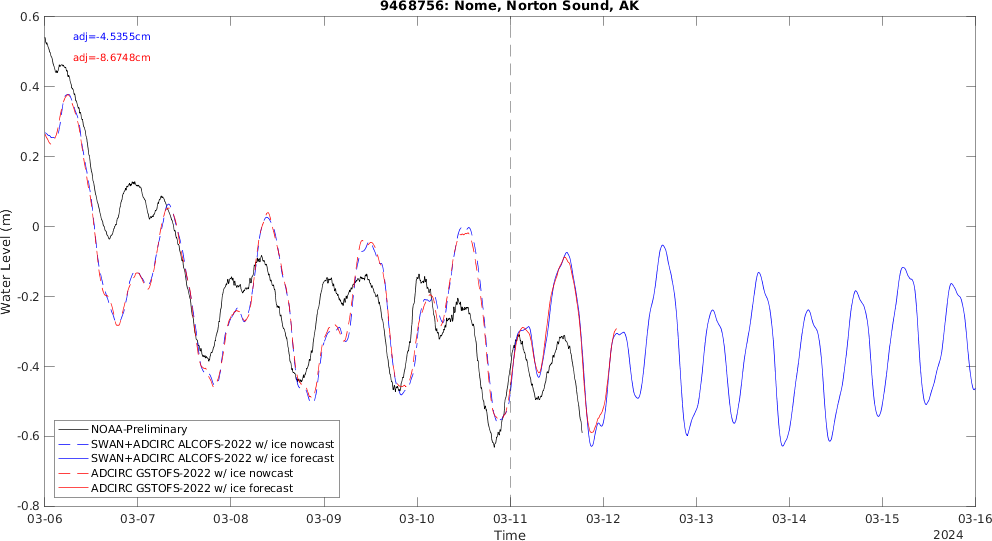 9468756: Nome, Norton Sound, AK
0.6
adj=-4.5355cm
adj=-8.6748cm
0.4
0.2
0
-0.2
-0.4
-0.6
-0.8
Water Level (m)
NOAA-Preliminary
SWAN+ADCIRC ALCOFS-2022 w/ ice nowcast
SWAN+ADCIRC ALCOFS-2022 w/ ice forecast
ADCIRC GSTOFS-2022 w/ ice nowcast
ADCIRC GSTOFS-2022 w/ ice forecast
03-06 03-07 03-08 03-09 03-10 03-11 03-12 03-13 03-14 03-15 03-16
Time
2024